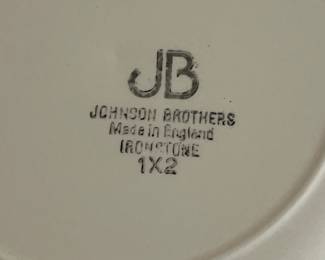 JB
JOHNSON BROTHERS
Made in England
IRONSTONE
1X2